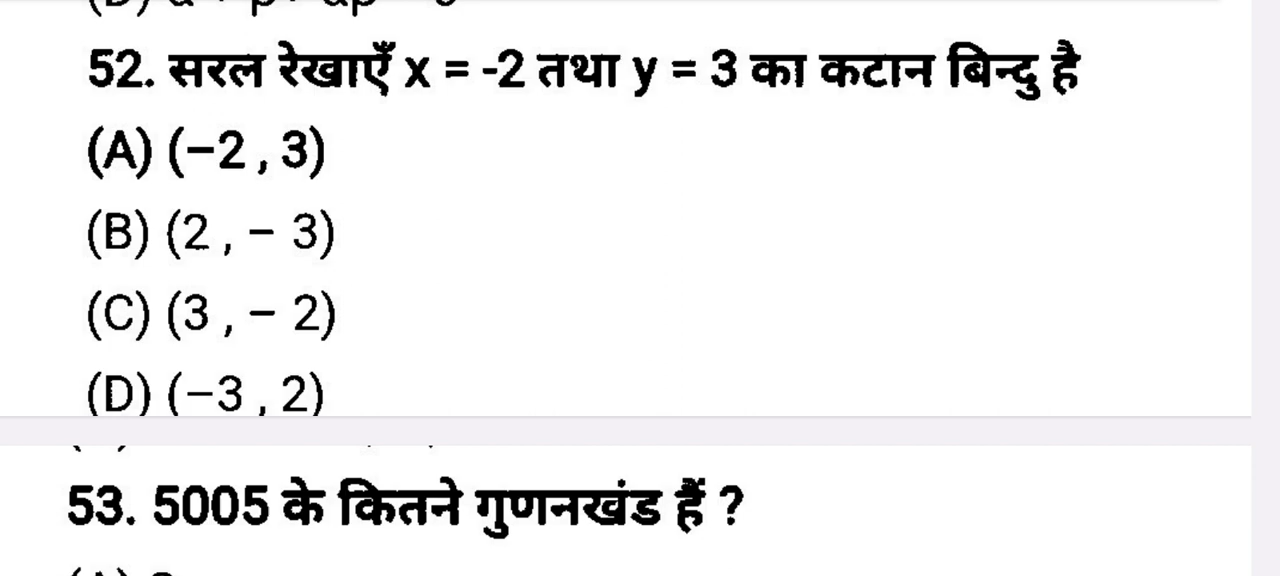 52. सरल रेखाएँ x = -2 तथा y = 3 का कटान बिन्दु है
(A) (−2 , 3)
(B) (2 , − 3)
(C) (3 , − 2)
(D) (−3 , 2)
53. 5005 के कितने गुणनखंड हैं ?